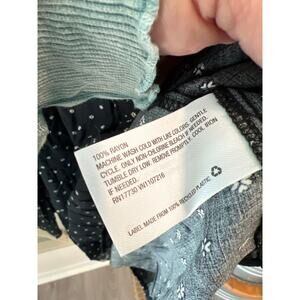 100% RAYON
MACHINE WASH COLD WITH LIKE COLORS. GENTLE
CYCLE. ONLY NON-CHLORINE BLEACH IF NEEDED.
TUMBLE DRY LOW. REMOVE PROMPTLY. COOL IRON
IF NEEDED.
RN17730 VN1107216
LABEL MADE FROM 100% RECYCLED PLASTIC